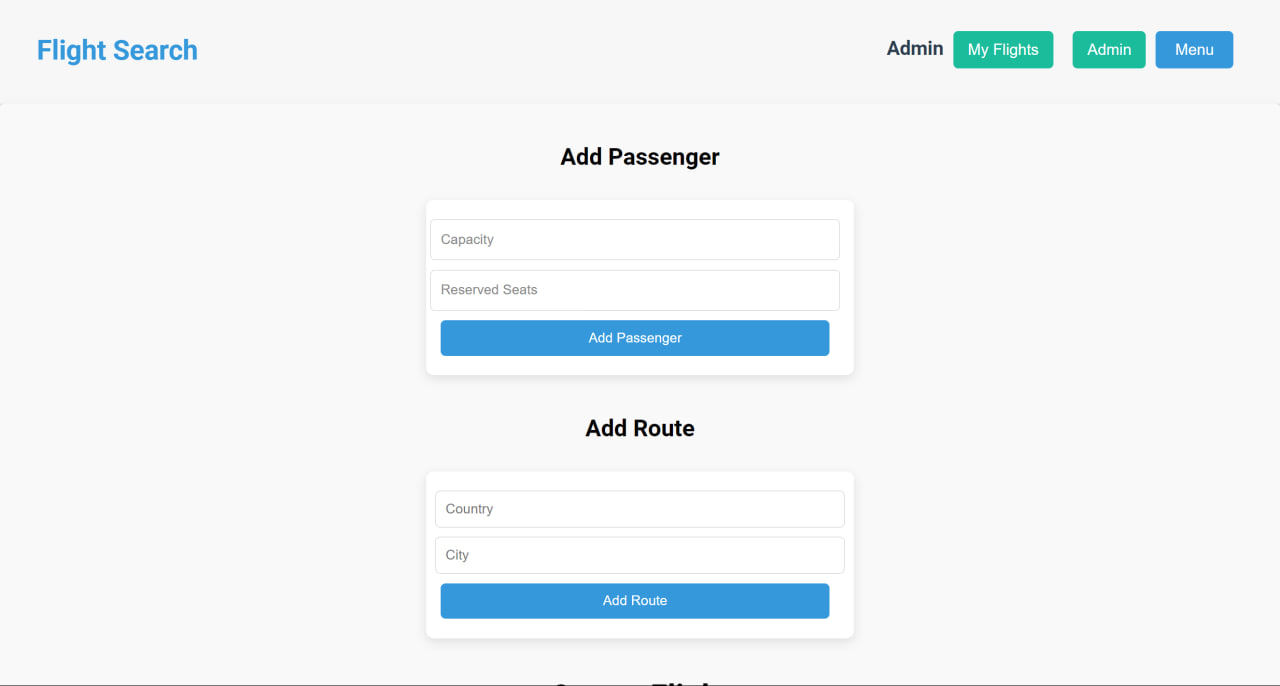 Flight Search
Admin
My Flights
Admin
Menu
Add Passenger
Capacity
Reserved Seats
Add Passenger
Add Route
Country
City
Add Route